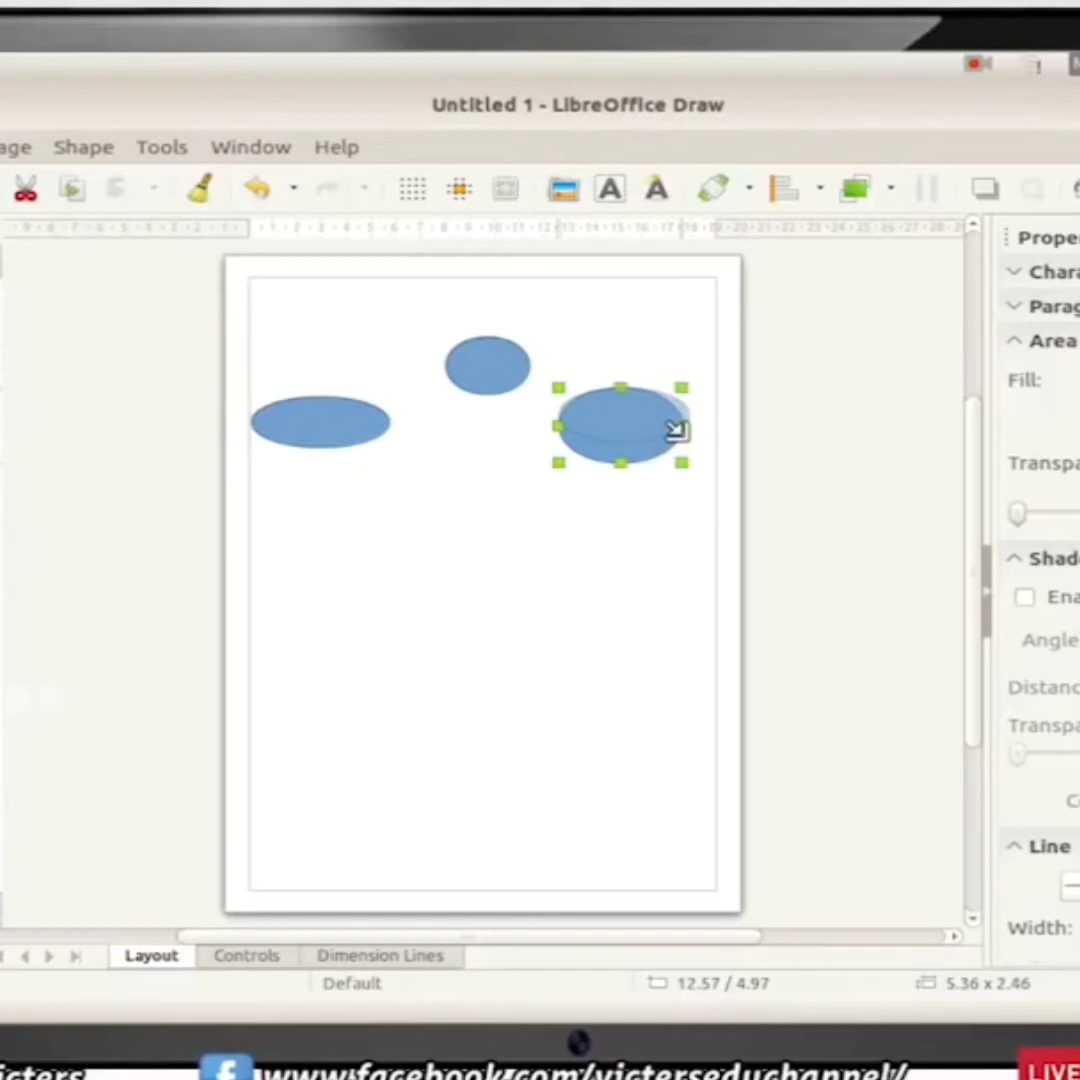 Untitled 1 - LibreOffice Draw
age Shape Tools Window Help
Prope
Chara
Parag
Area
Fill:
Transpa
Shad
Ena
Angle
Distanc
Transpa
C
Line
Width:
Layout Controls Dimension Lines
Default 12.57 / 4.97 5.36 x 2.46
icters www.facebook.com/victerseduchannel/ LIVE